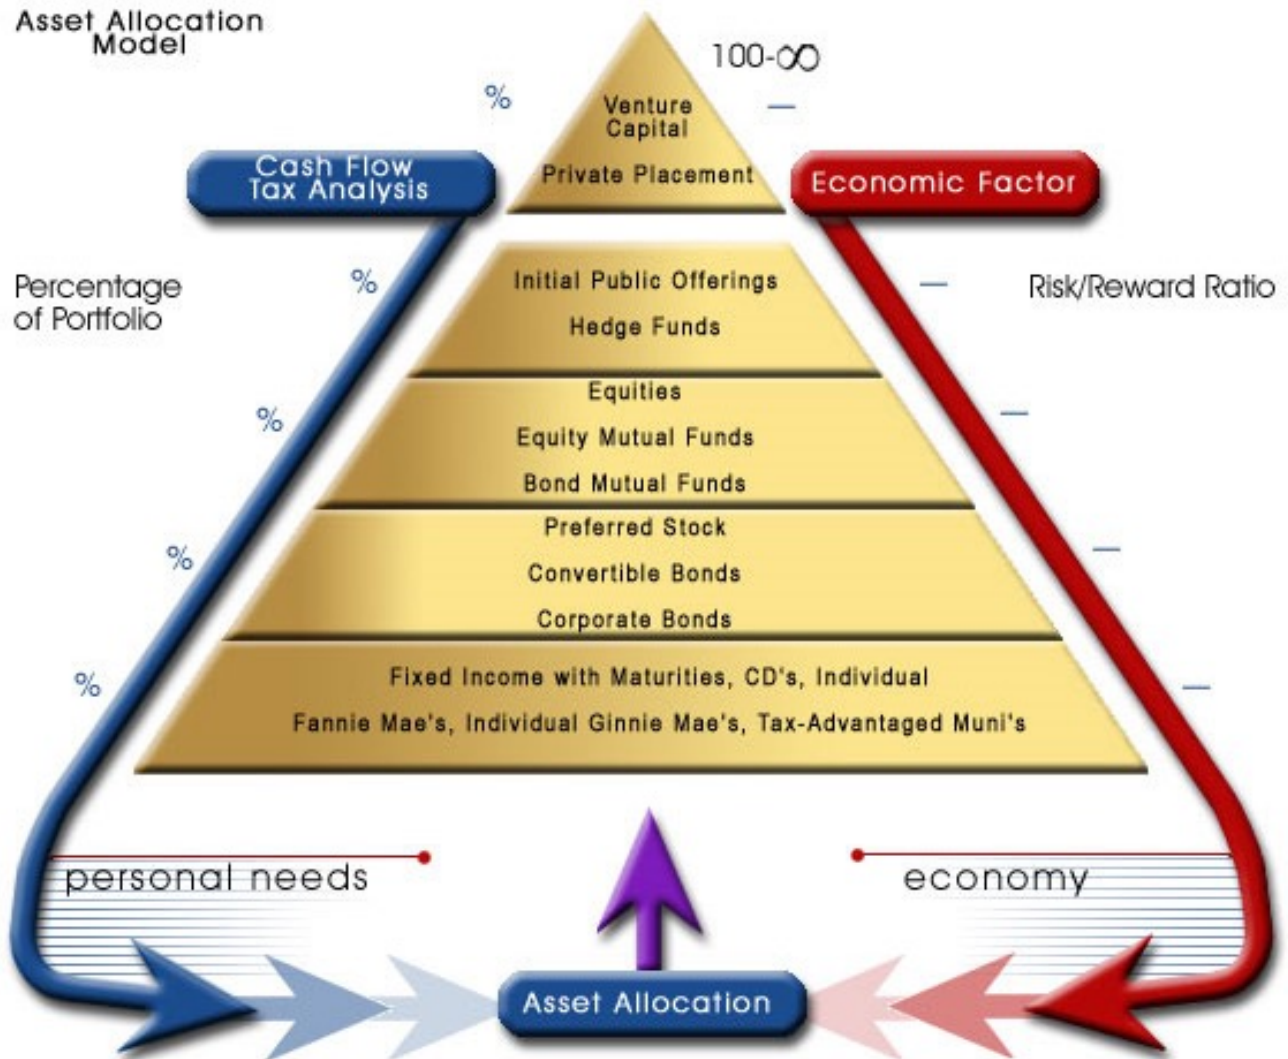 Asset Allocation
Model
100-∞
%
—
Venture
Capital
Private Placement
Cash Flow
Tax Analysis
Economic Factor
Percentage
of Portfolio
%
Initial Public Offerings
Hedge Funds
—
Risk/Reward Ratio
%
Equities
Equity Mutual Funds
Bond Mutual Funds
—
%
Preferred Stock
Convertible Bonds
Corporate Bonds
—
%
Fixed Income with Maturities, CD's, Individual
Fannie Mae's, Individual Ginnie Mae's, Tax-Advantaged Muni's
—
personal needs
economy
Asset Allocation